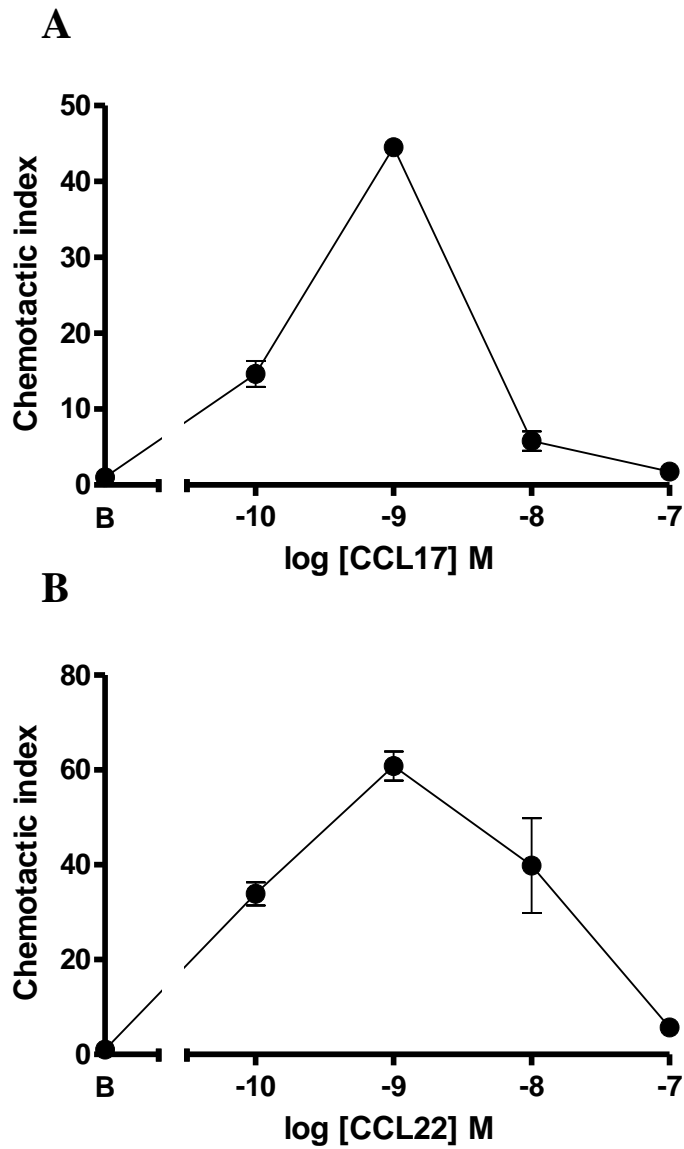 A
50
40
30
20
10
0
Chemotactic index
B -10 -9 -8 -7
log [CCL17] M
B
80
60
40
20
0
Chemotactic index
B -10 -9 -8 -7
log [CCL22] M